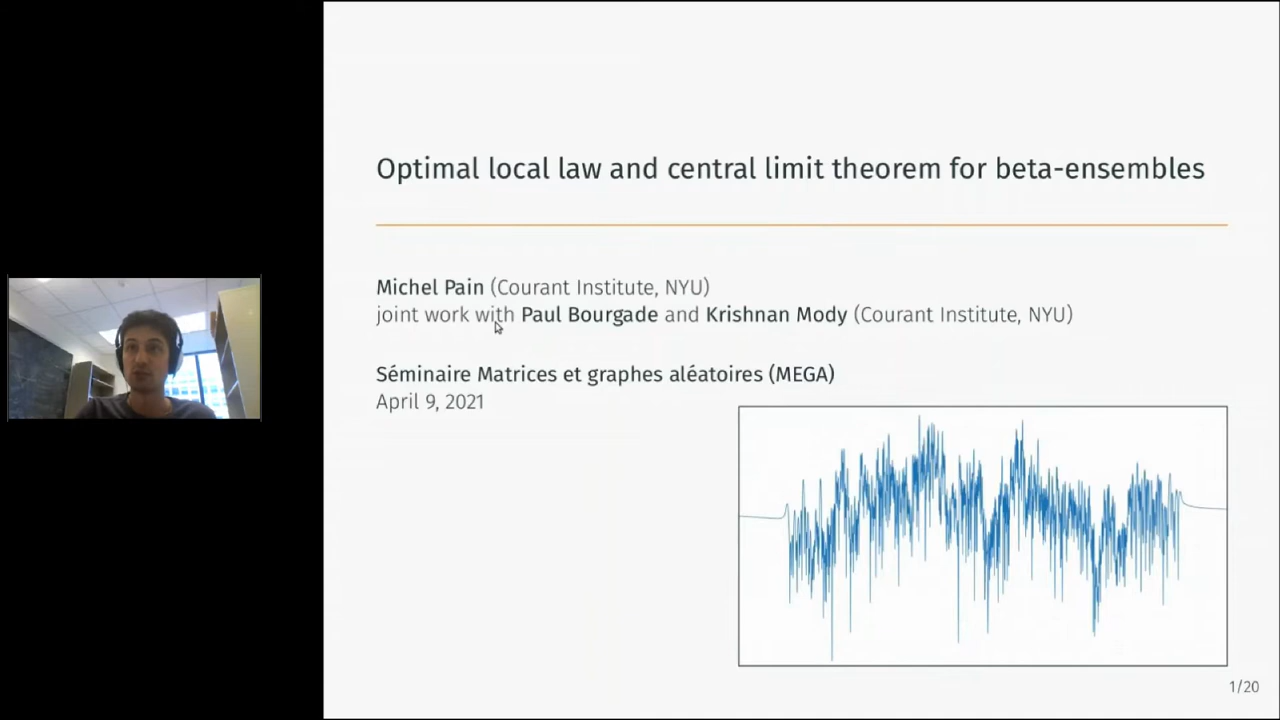 Optimal local law and central limit theorem for beta-ensembles
Michel Pain (Courant Institute, NYU)
joint work with Paul Bourgade and Krishnan Mody (Courant Institute, NYU)
Séminaire Matrices et graphes aléatoires (MEGA)
April 9, 2021
1/20